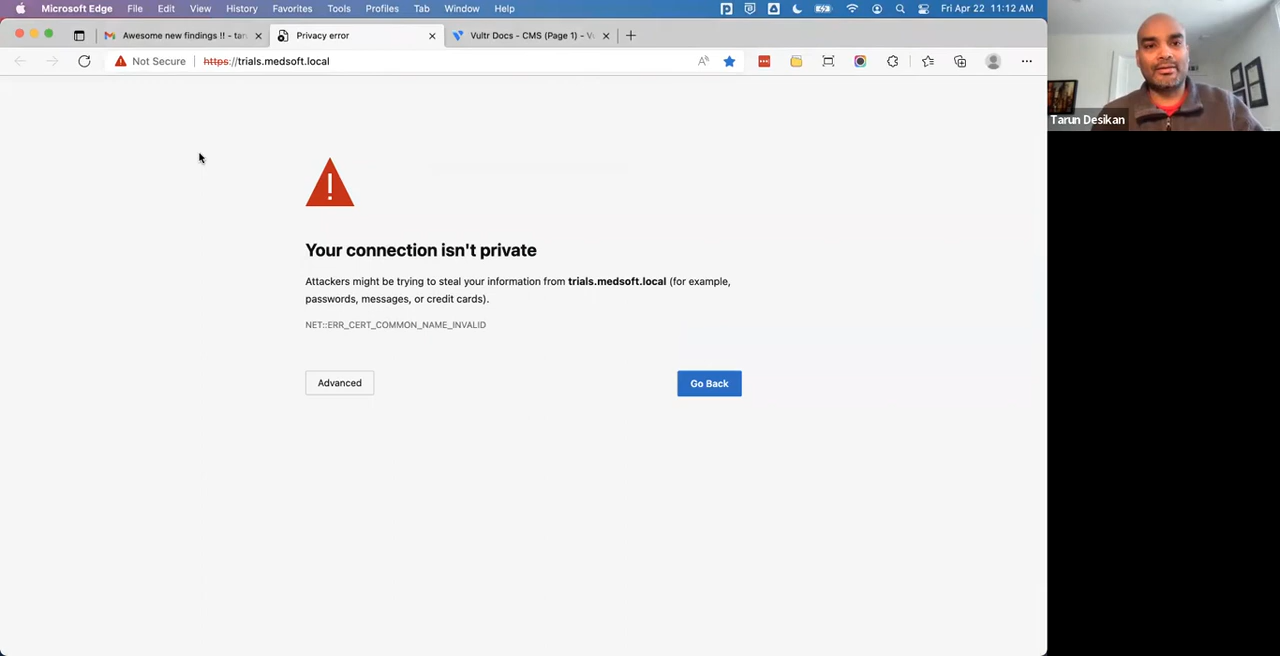 Microsoft Edge File Edit View History Favorites Tools Profiles Tab Window Help Fri Apr 22 11:12 AM
Awesome new findings !! - tar Privacy error Vultr Docs - CMS (Page 1) - V
Not Secure https://trials.medsoft.local
Tarun Desikan
Your connection isn't private
Attackers might be trying to steal your information from trials.medsoft.local (for example,
passwords, messages, or credit cards).
NET::ERR_CERT_COMMON_NAME_INVALID
Advanced Go Back